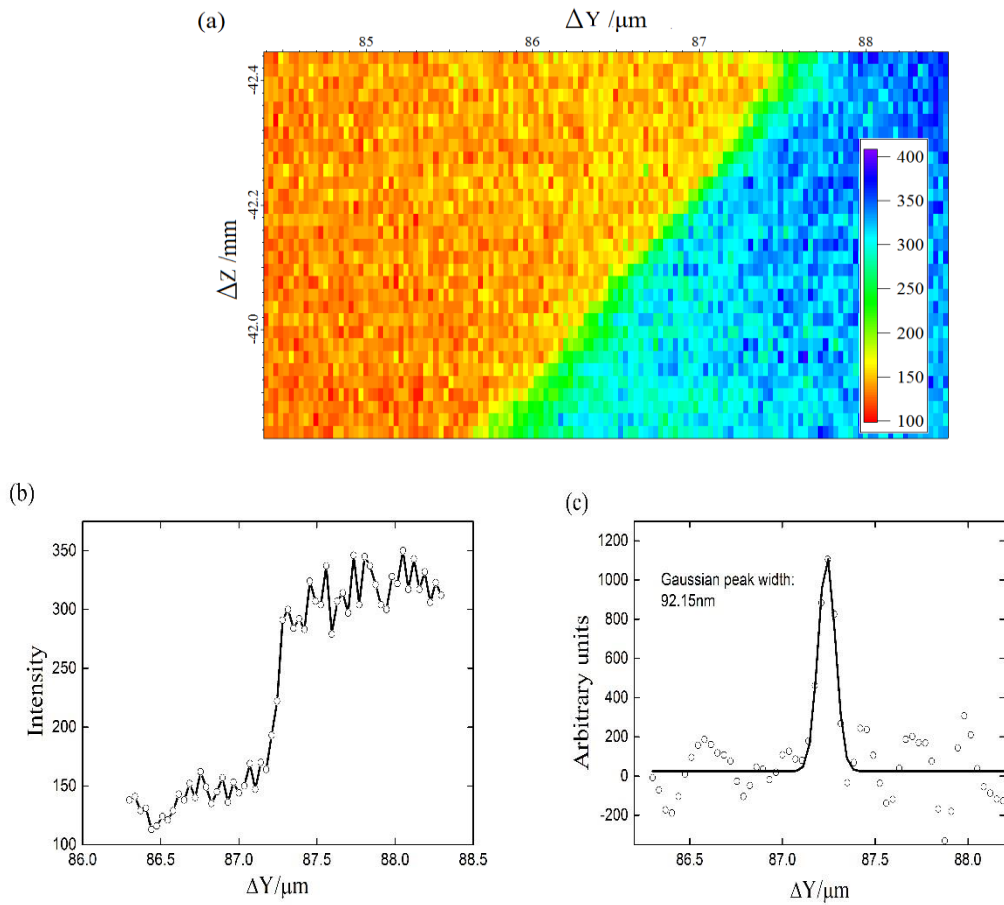 (a)
ΔY /μm
85 86 87 88
-42.4
-42.2
-42.0
ΔZ /mm
400
350
300
250
200
150
100
(b)
350
300
250
200
150
100
Intensity
86.0 86.5 87.0 87.5 88.0 88.5
ΔY/μm
(c)
1200
1000
800
600
400
200
0
-200
Arbitrary units
Gaussian peak width:
92.15nm
86.5 87.0 87.5 88.0
ΔY/μm